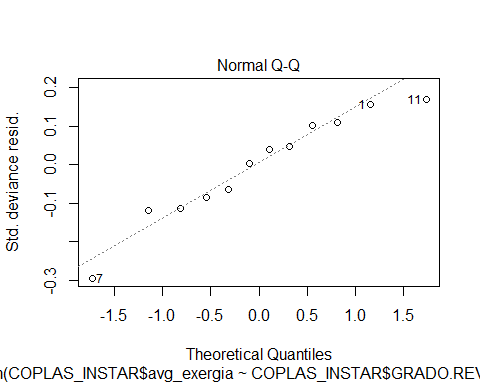 Normal Q-Q
Std. deviance resid.
0.2
0.1
0.0
-0.1
-0.3
1
11
7
-1.5 -1.0 -0.5 0.0 0.5 1.0 1.5
Theoretical Quantiles
n(COPLAS_INSTAR$avg_exergia ~ COPLAS_INSTAR$GRADO.REV